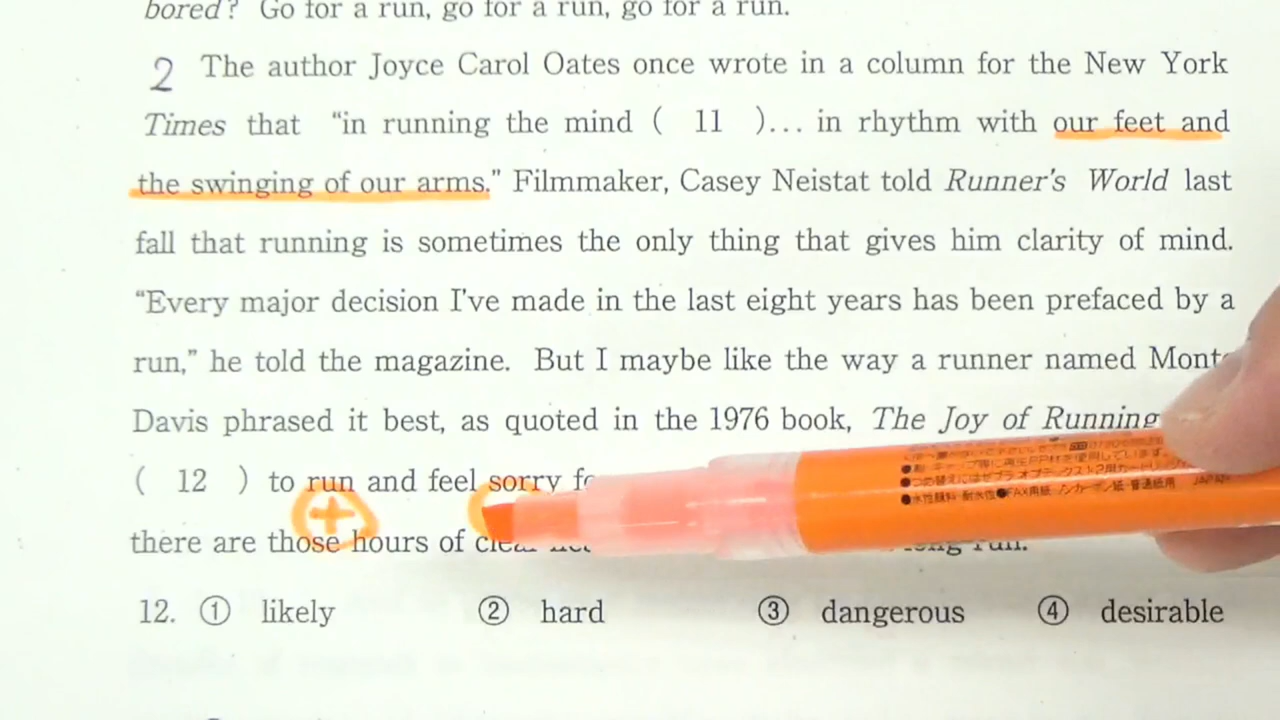 bored? Go for a run, go for a run, go for a run.
2 The author Joyce Carol Oates once wrote in a column for the New York
Times that “in running the mind ( 11 )… in rhythm with our feet and
the swinging of our arms.” Filmmaker, Casey Neistat told Runner's World last
fall that running is sometimes the only thing that gives him clarity of mind.
“Every major decision I've made in the last eight years has been prefaced by a
run,” he told the magazine. But I maybe like the way a runner named
Davis phrased it best, as quoted in the 1976 book, The Joy of Running
( 12 ) to run and feel sorry
+
there are those hours of run.
12. ① likely ② hard ③ dangerous ④ desirable